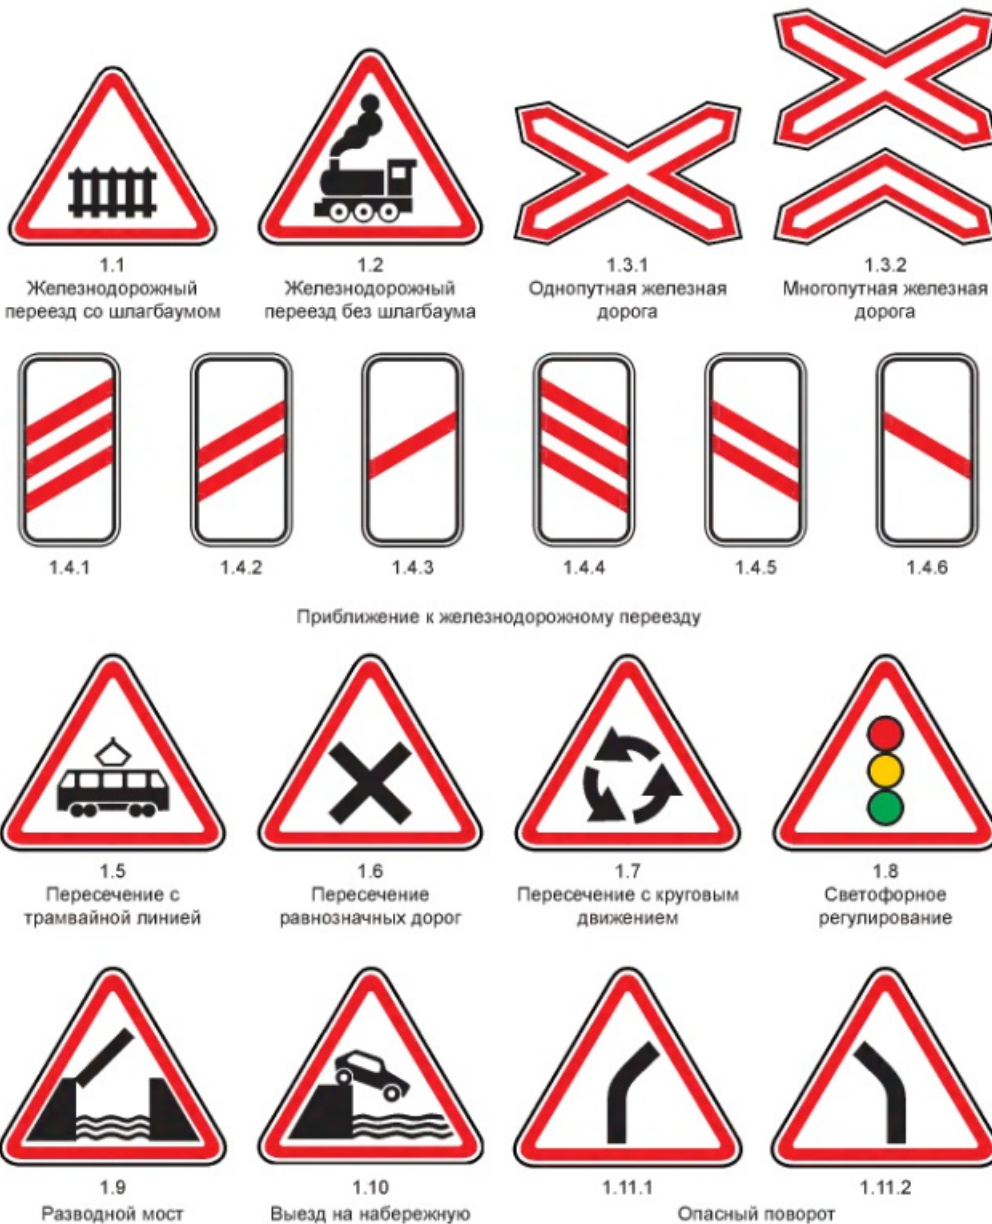 1.1
Железнодорожный
переезд со шлагбаумом
1.2
Железнодорожный
переезд без шлагбаума
1.3.1
Однопутная железная
дорога
1.3.2
Многопутная железная
дорога
1.4.1
1.4.2
1.4.3
1.4.4
1.4.5
1.4.6
Приближение к железнодорожному переезду
1.5
Пересечение с
трамвайной линией
1.6
Пересечение
равнозначных дорог
1.7
Пересечение с круговым
движением
1.8
Светофорное
регулирование
1.9
Разводной мост
1.10
Выезд на набережную
1.11.1
1.11.2
Опасный поворот